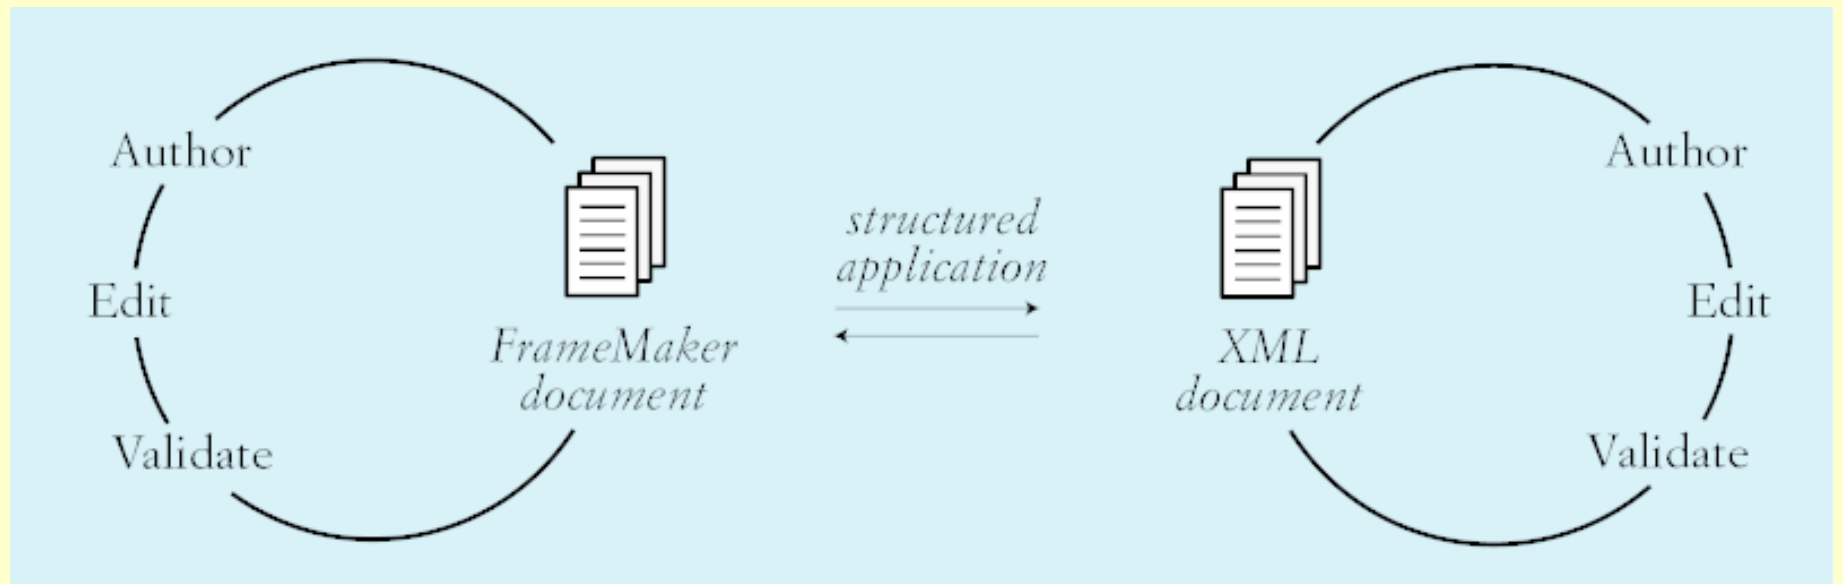 Author
Edit
Validate
FrameMaker
document
structured
application
XML
document
Author
Edit
Validate